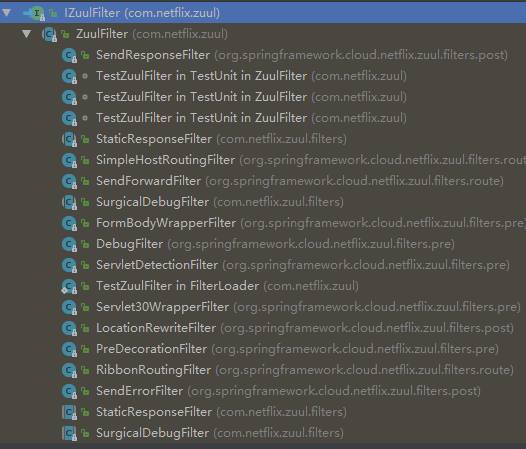 IZuulFilter (com.netflix.zuul)
ZuulFilter (com.netflix.zuul)
SendResponseFilter (org.springframework.cloud.netflix.zuul.filters.post)
TestZuulFilter in TestUnit in ZuulFilter (com.netflix.zuul)
TestZuulFilter in TestUnit in ZuulFilter (com.netflix.zuul)
TestZuulFilter in TestUnit in ZuulFilter (com.netflix.zuul)
StaticResponseFilter (com.netflix.zuul.filters)
SimpleHostRoutingFilter (org.springframework.cloud.netflix.zuul.filters.route
SendForwardFilter (org.springframework.cloud.netflix.zuul.filters.route)
SurgicalDebugFilter (com.netflix.zuul.filters)
FormBodyWrapperFilter (org.springframework.cloud.netflix.zuul.filters.pre)
DebugFilter (org.springframework.cloud.netflix.zuul.filters.pre)
ServletDetectionFilter (org.springframework.cloud.netflix.zuul.filters.pre)
TestZuulFilter in FilterLoader (com.netflix.zuul)
Servlet30WrapperFilter (org.springframework.cloud.netflix.zuul.filters.pre)
LocationRewriteFilter (org.springframework.cloud.netflix.zuul.filters.post)
PreDecorationFilter (org.springframework.cloud.netflix.zuul.filters.pre)
RibbonRoutingFilter (org.springframework.cloud.netflix.zuul.filters.route)
SendErrorFilter (org.springframework.cloud.netflix.zuul.filters.post)
StaticResponseFilter (com.netflix.zuul.filters)
SurgicalDebugFilter (com.netflix.zuul.filters)